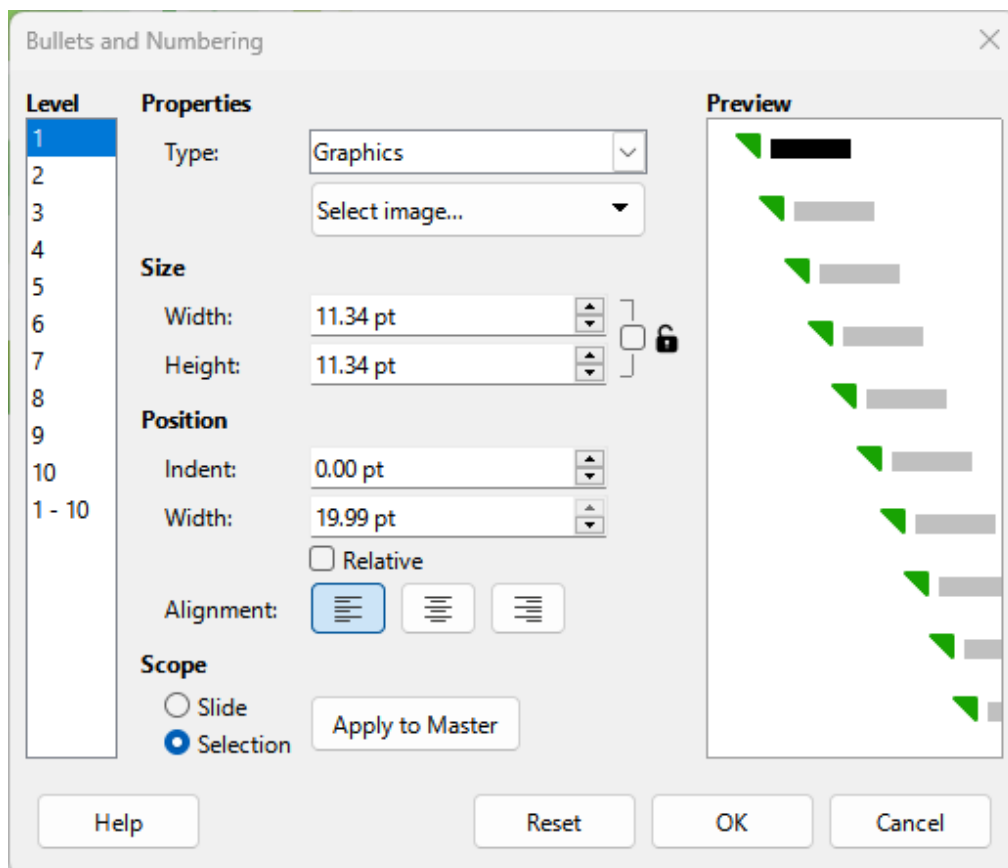 Bullets and Numbering
Level
1
2
3
4
5
6
7
8
9
10
1 - 10
Properties
Type:
Graphics
Select image...
Size
Width:
11.34 pt
Height:
11.34 pt
Position
Indent:
0.00 pt
Width:
19.99 pt
Relative
Alignment:
Scope
Slide
Selection
Apply to Master
Preview
Help
Reset
OK
Cancel